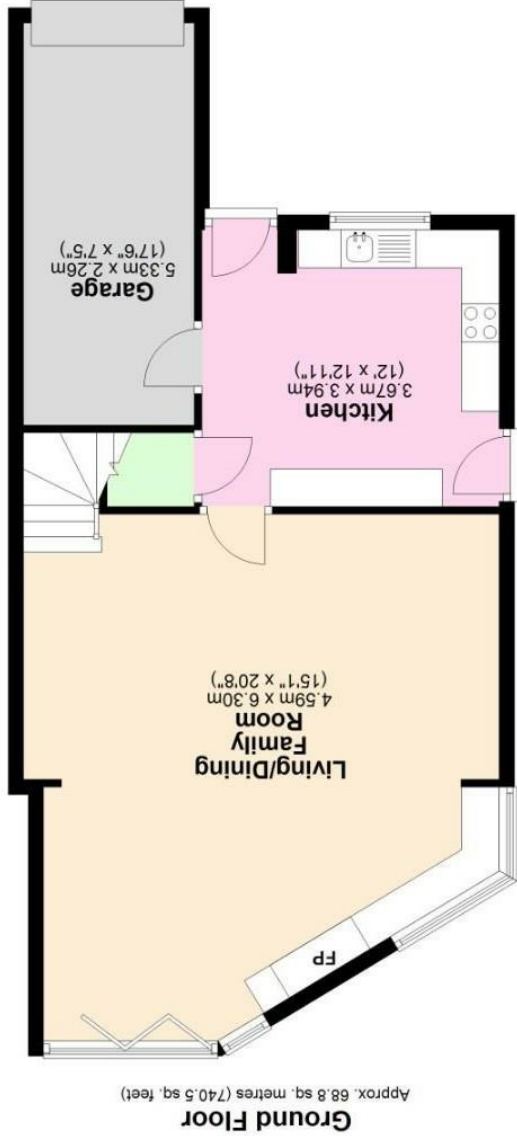 Ground Floor
Approx. 68.8 sq. metres (740.5 sq. feet)
FP
Living/Dining
Family
Room
4.59m x 6.30m
(15'1" x 20'8")
Kitchen
3.67m x 3.94m
(12' x 12'11")
Garage
5.33m x 2.26m
(17'6" x 7'5")